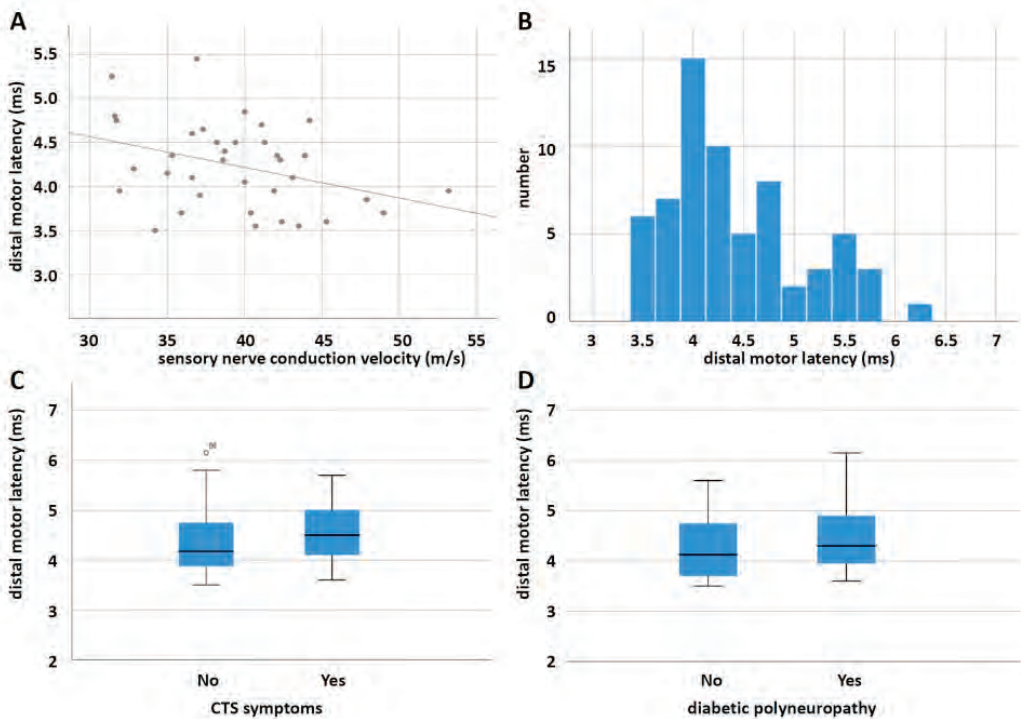 A
distal motor latency (ms)
5.5
5.0
4.5
4.0
3.5
3.0
30 35 40 45 50 55
sensory nerve conduction velocity (m/s)
B
number
15
10
5
0
3 3.5 4 4.5 5 5.5 6 6.5 7
distal motor latency (ms)
C
distal motor latency (ms)
7
6
5
4
3
2
No Yes
CTS symptoms
D
distal motor latency (ms)
7
6
5
4
3
2
No Yes
diabetic polyneuropathy